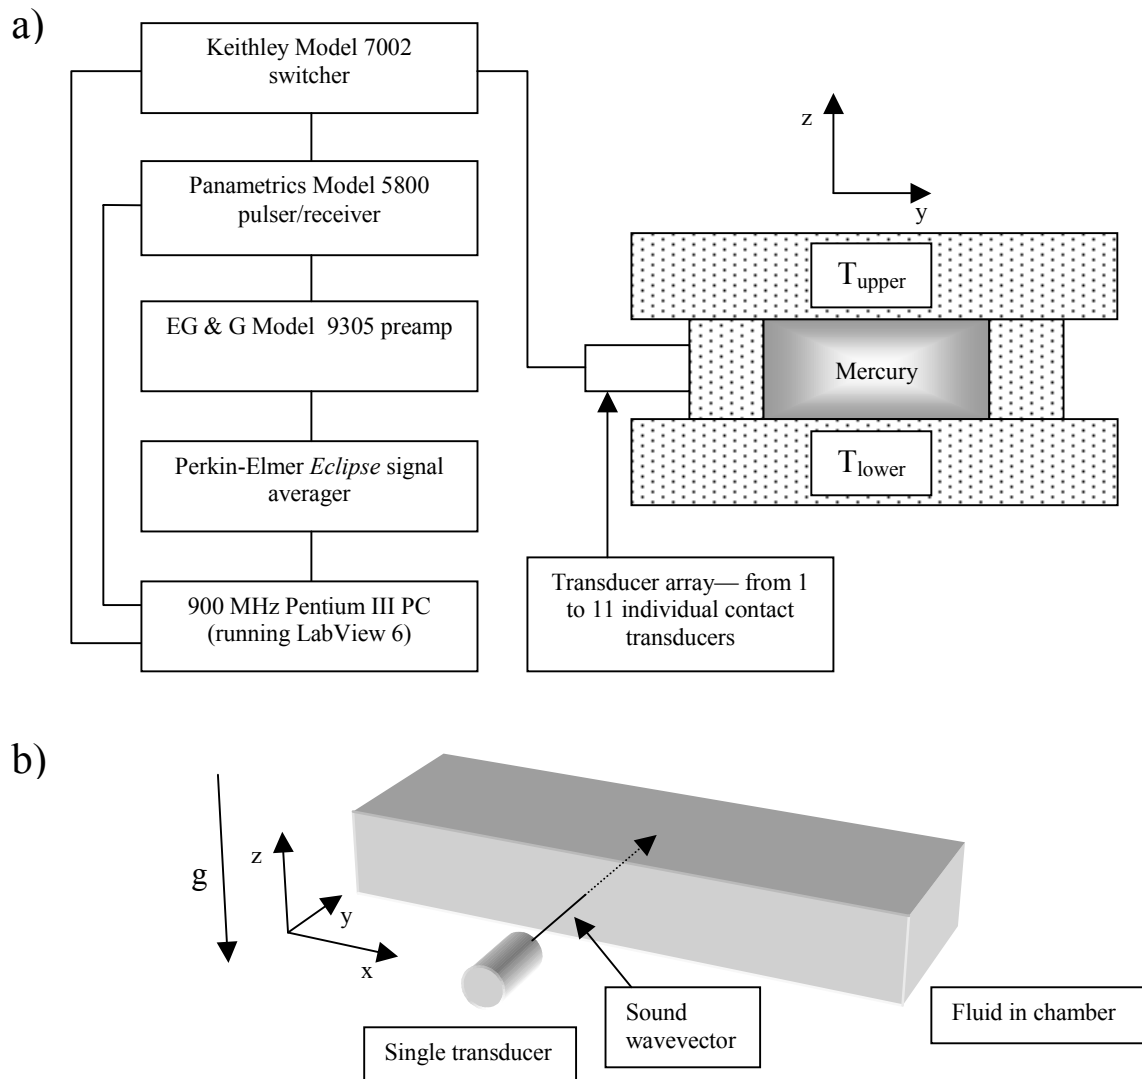 a)
Keithley Model 7002
switcher
Panametrics Model 5800
pulser/receiver
EG & G Model 9305 preamp
Perkin-Elmer Eclipse signal
averager
900 MHz Pentium III PC
(running LabView 6)
z
y
Tupper
Mercury
Tlower
Transducer array— from 1
to 11 individual contact
transducers
b)
g
z
y
x
Single transducer
Sound
wavevector
Fluid in chamber